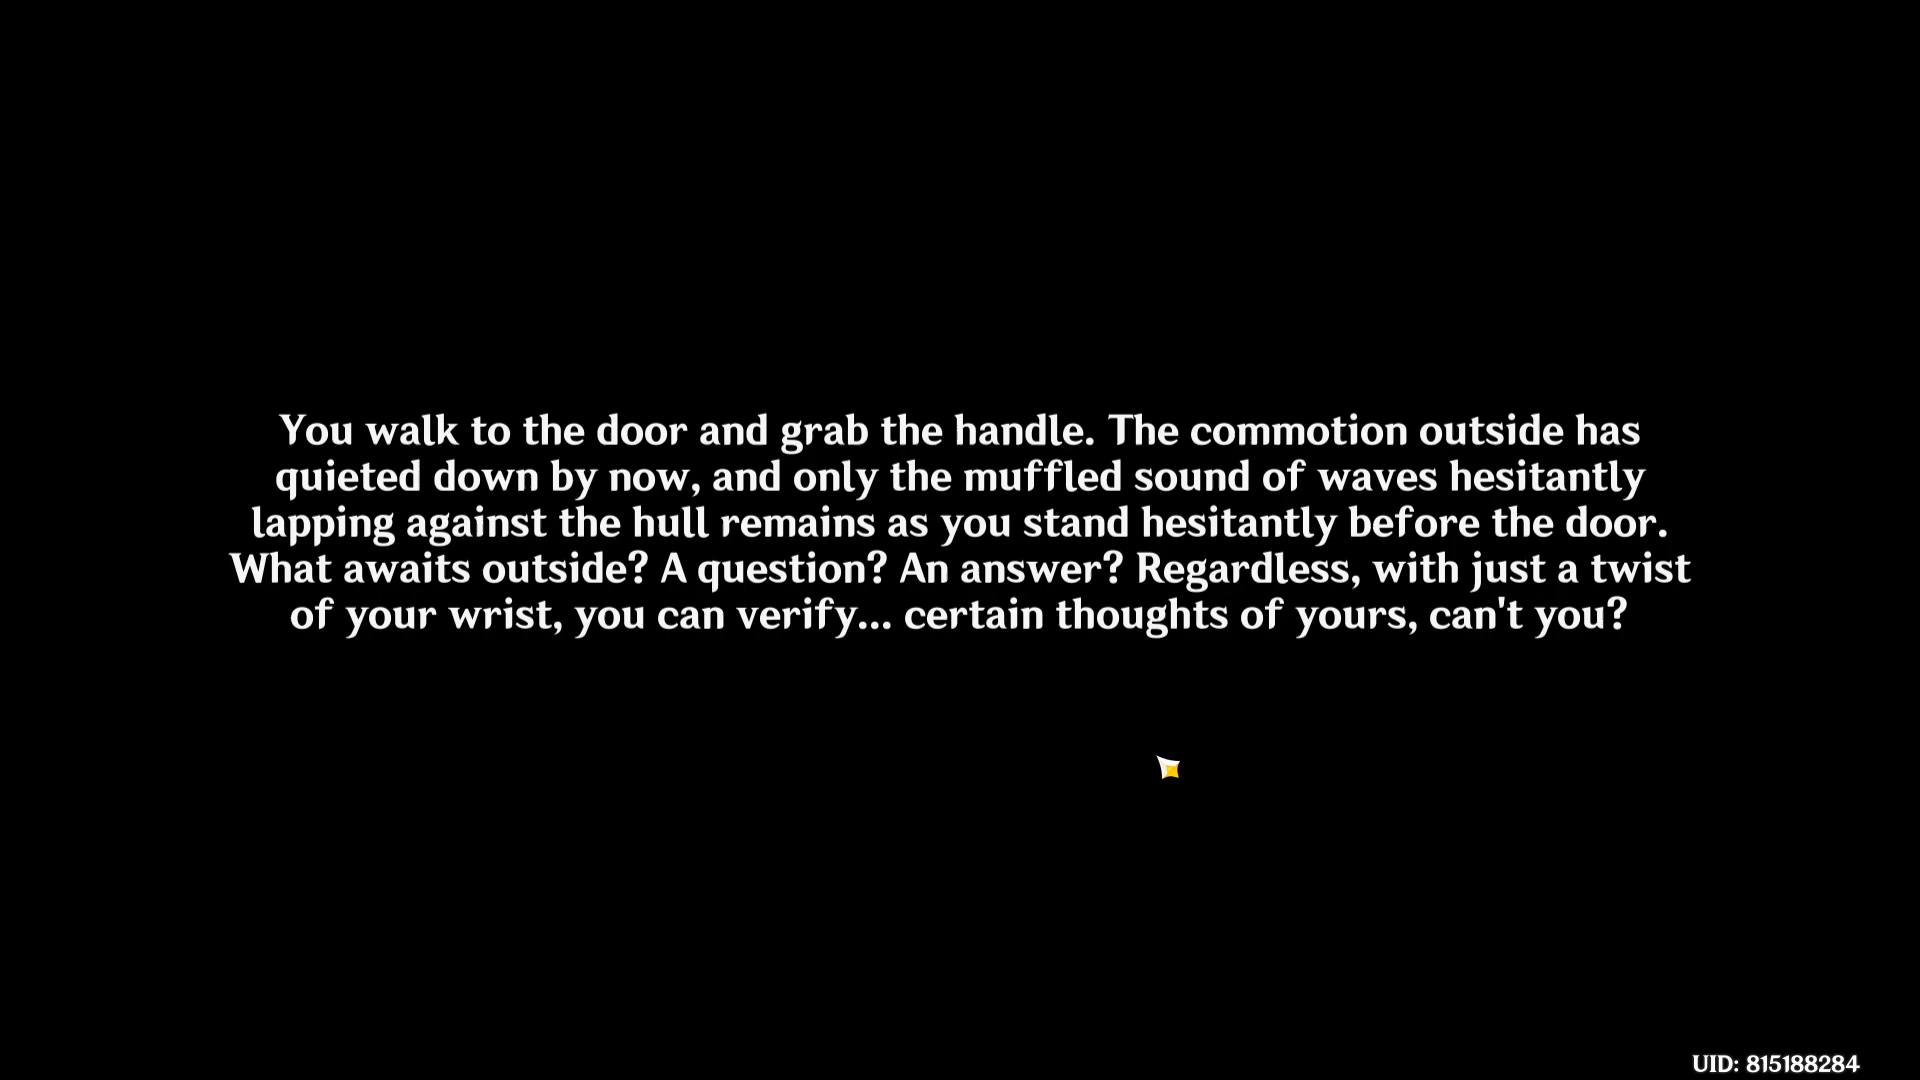 You walk to the door and grab the handle. The commotion outside has
quieted down by now, and only the muffled sound of waves hesitantly
lapping against the hull remains as you stand hesitantly before the door.
What awaits outside? A question? An answer? Regardless, with just a twist
of your wrist, you can verify... certain thoughts of yours, can't you?
UID: 815188284